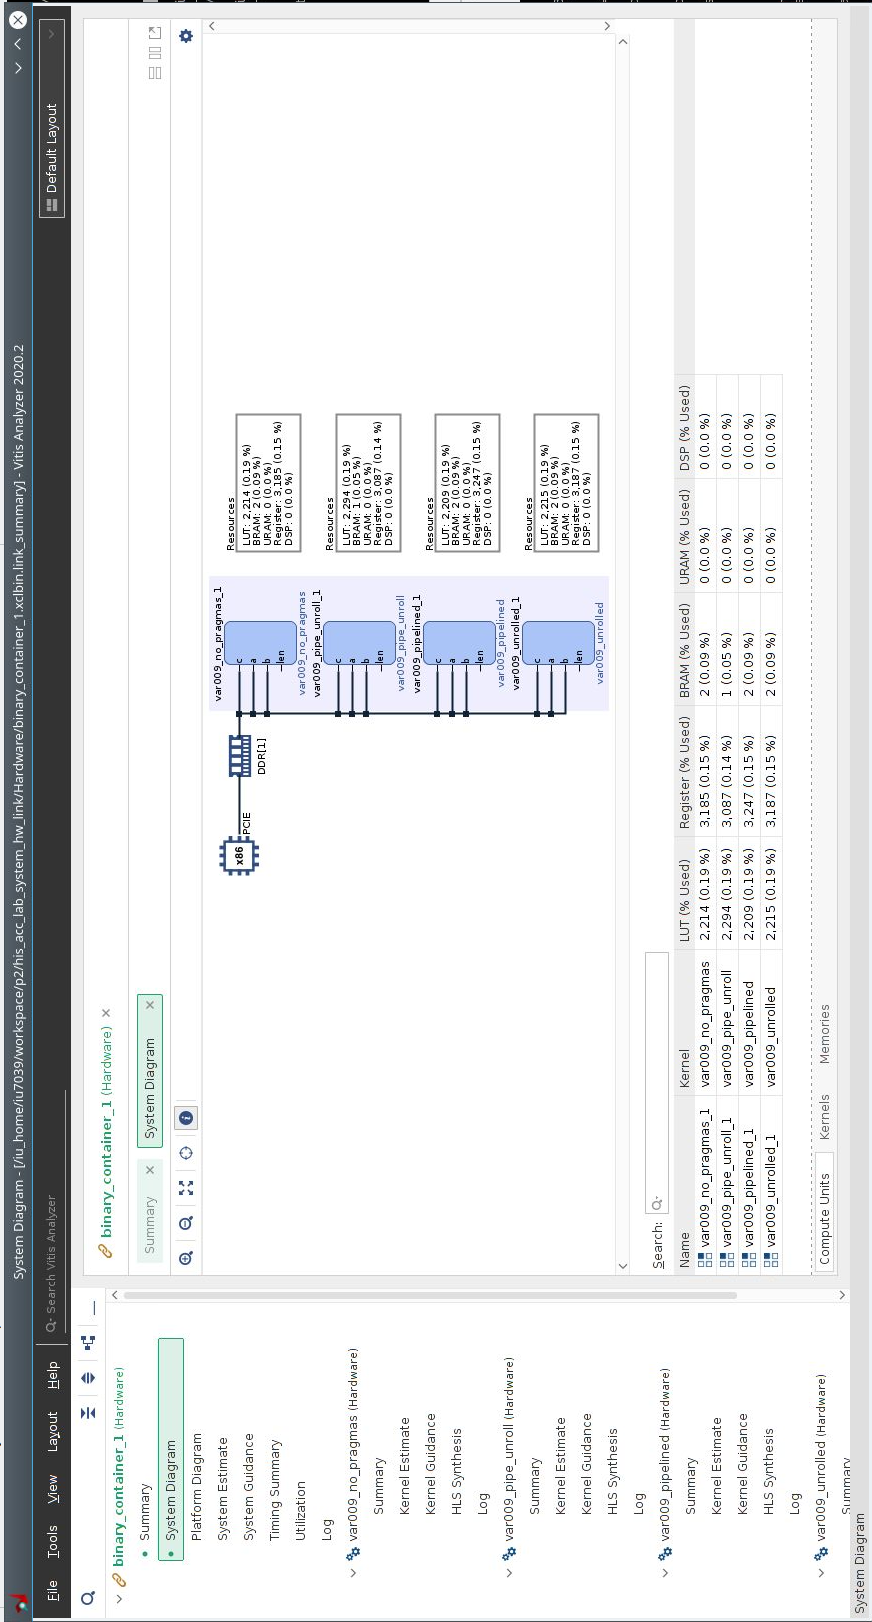 System Diagram - [/iu_home/iu7039/workspace/p2/his_acc_lab_system_hw_link/Hardware/binary_container_1.xclbin.link_summary] - Vitis Analyzer 2020.2
File Tools View Layout Help
Search Vitis Analyzer
Default Layout
binary_container_1 (Hardware)
Summary
System Diagram
Platform Diagram
System Estimate
System Guidance
Timing Summary
Utilization
Log
var009_no_pragmas (Hardware)
Summary
Kernel Estimate
Kernel Guidance
HLS Synthesis
Log
var009_pipe_unroll (Hardware)
Summary
Kernel Estimate
Kernel Guidance
HLS Synthesis
Log
var009_pipelined (Hardware)
Summary
Kernel Estimate
Kernel Guidance
HLS Synthesis
Log
var009_unrolled (Hardware)
Summary
binary_container_1 (Hardware)
Summary
System Diagram
x86
PCIE
DDR[1]
var009_no_pragmas_1
c
a
b
len
var009_no_pragmas
Resources
LUT: 2,214 (0.19 %)
BRAM: 2 (0.09 %)
URAM: 0 (0.0 %)
Register: 3,185 (0.15 %)
DSP: 0 (0.0 %)
var009_pipe_unroll_1
c
a
b
len
var009_pipe_unroll
Resources
LUT: 2,294 (0.19 %)
BRAM: 1 (0.05 %)
URAM: 0 (0.0 %)
Register: 3,087 (0.14 %)
DSP: 0 (0.0 %)
var009_pipelined_1
c
a
b
len
var009_pipelined
Resources
LUT: 2,209 (0.19 %)
BRAM: 2 (0.09 %)
URAM: 0 (0.0 %)
Register: 3,247 (0.15 %)
DSP: 0 (0.0 %)
var009_unrolled_1
c
a
b
len
var009_unrolled
Resources
LUT: 2,215 (0.19 %)
BRAM: 2 (0.09 %)
URAM: 0 (0.0 %)
Register: 3,187 (0.15 %)
DSP: 0 (0.0 %)
Search:
Name Kernel LUT (% Used) Register (% Used) BRAM (% Used) URAM (% Used) DSP (% Used)
var009_no_pragmas_1 var009_no_pragmas 2,214 (0.19 %) 3,185 (0.15 %) 2 (0.09 %) 0 (0.0 %) 0 (0.0 %)
var009_pipe_unroll_1 var009_pipe_unroll 2,294 (0.19 %) 3,087 (0.14 %) 1 (0.05 %) 0 (0.0 %) 0 (0.0 %)
var009_pipelined_1 var009_pipelined 2,209 (0.19 %) 3,247 (0.15 %) 2 (0.09 %) 0 (0.0 %) 0 (0.0 %)
var009_unrolled_1 var009_unrolled 2,215 (0.19 %) 3,187 (0.15 %) 2 (0.09 %) 0 (0.0 %) 0 (0.0 %)
Compute Units Kernels Memories
System Diagram